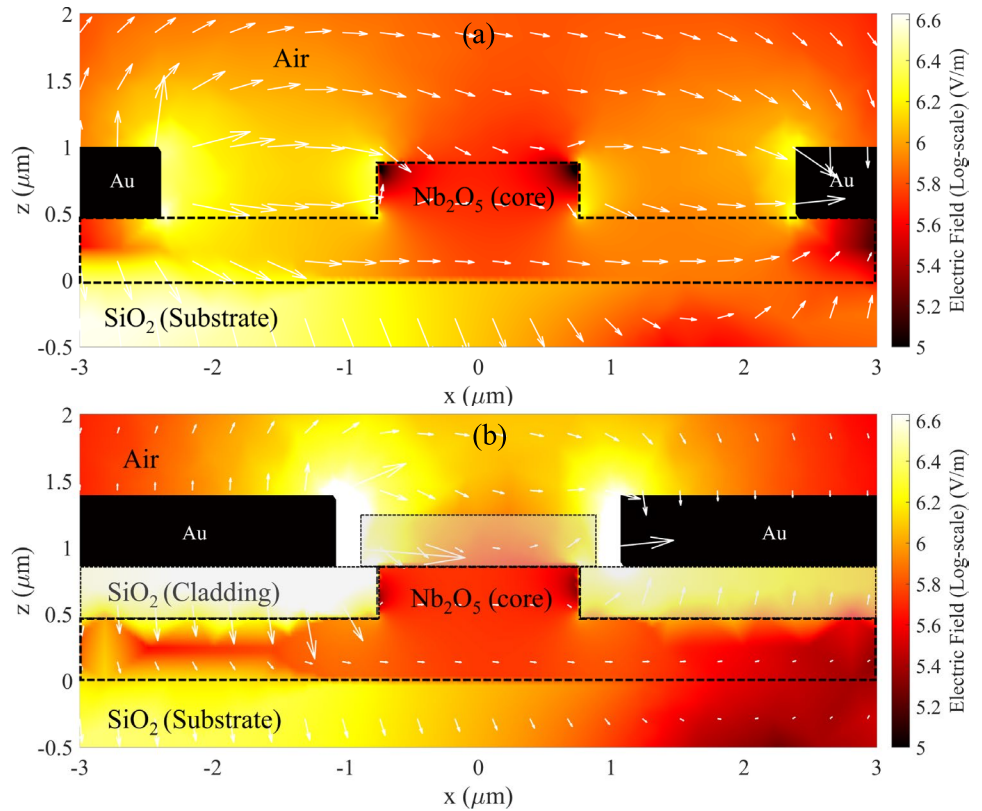 (a)
Air
Au
Au
Nb₂O₅ (core)
SiO₂ (Substrate)
2
1.5
1
0.5
0
-0.5
z (μm)
-3
-2
-1
0
1
2
3
x (μm)
6.6
6.4
6.2
6
5.8
5.6
5.4
5.2
5
Electric Field (Log-scale) (V/m)
(b)
Air
Au
Au
SiO₂ (Cladding)
Nb₂O₅ (core)
SiO₂ (Substrate)
2
1.5
1
0.5
0
-0.5
z (μm)
-3
-2
-1
0
1
2
3
x (μm)
6.6
6.4
6.2
6
5.8
5.6
5.4
5.2
5
Electric Field (Log-scale) (V/m)